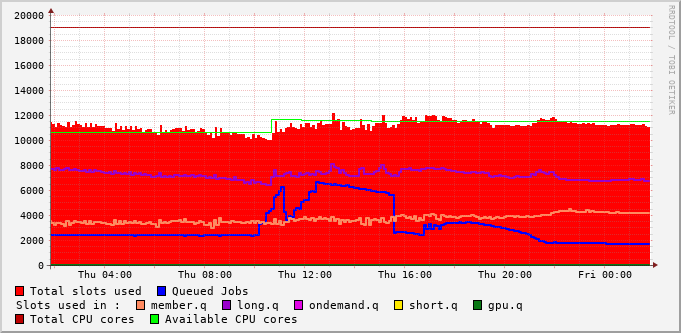 20000
18000
16000
14000
12000
10000
8000
6000
4000
2000
0
Thu 04:00 Thu 08:00 Thu 12:00 Thu 16:00 Thu 20:00 Fri 00:00
Total slots used Queued Jobs
Slots used in : member.q long.q ondemand.q short.q gpu.q
Total CPU cores Available CPU cores
RRDTOOL / TOBI OETIKER